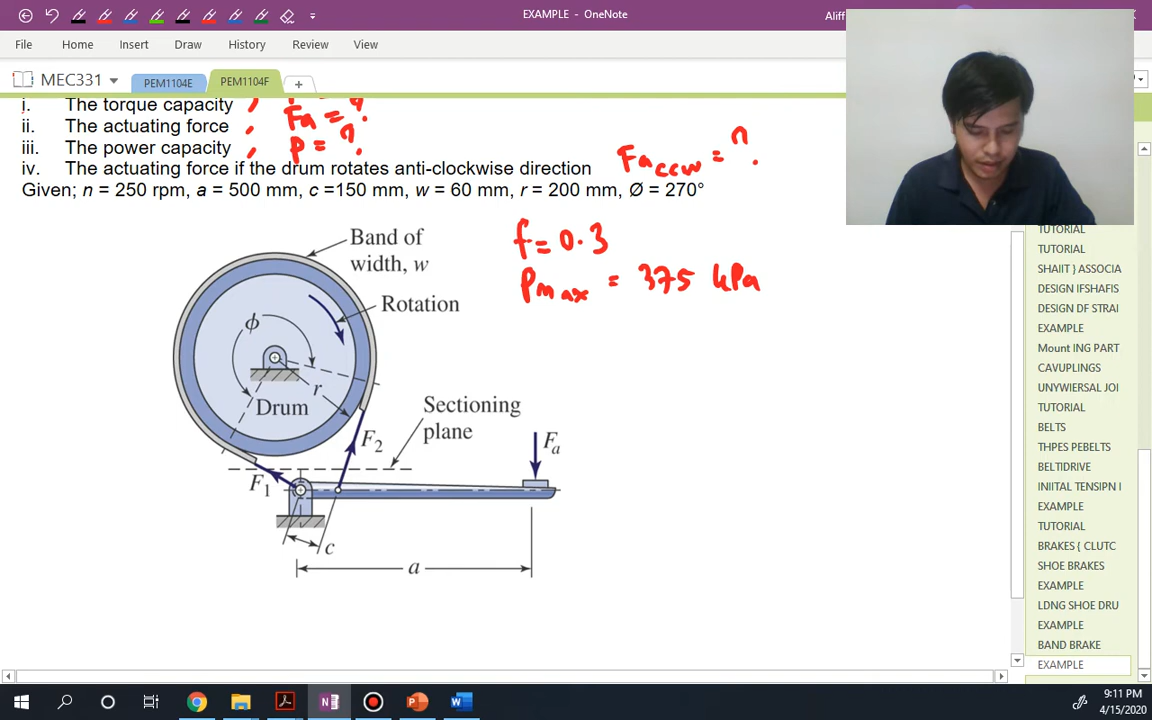 EXAMPLE - OneNote
Aliff
File Home Insert Draw History Review View
MEC331 PEM1104E PEM1104F
i. The torque capacity , T = ?
ii. The actuating force , Fa = ?
iii. The power capacity , P = ?
iv. The actuating force if the drum rotates anti-clockwise direction Fa ccw = ?
Given; n = 250 rpm, a = 500 mm, c =150 mm, w = 60 mm, r = 200 mm, Ø = 270°
f = 0.3
Pmax = 375 kPa
Band of
width, w
Rotation
ϕ
r
Drum
Sectioning
plane
F2
Fa
F1
c
a
TUTORIAL
TUTORIAL
SHAIIT } ASSOCIA
DESIGN IFSHAFIS
DESIGN DF STRAI
EXAMPLE
Mount ING PART
CAVUPLINGS
UNYWIERSAL JOI
TUTORIAL
BELTS
THPES PEBELTS
BELTIDRIVE
INIITAL TENSIPN I
EXAMPLE
TUTORIAL
BRAKES { CLUTC
SHOE BRAKES
EXAMPLE
LDNG SHOE DRU
EXAMPLE
BAND BRAKE
EXAMPLE
9:11 PM
4/15/2020